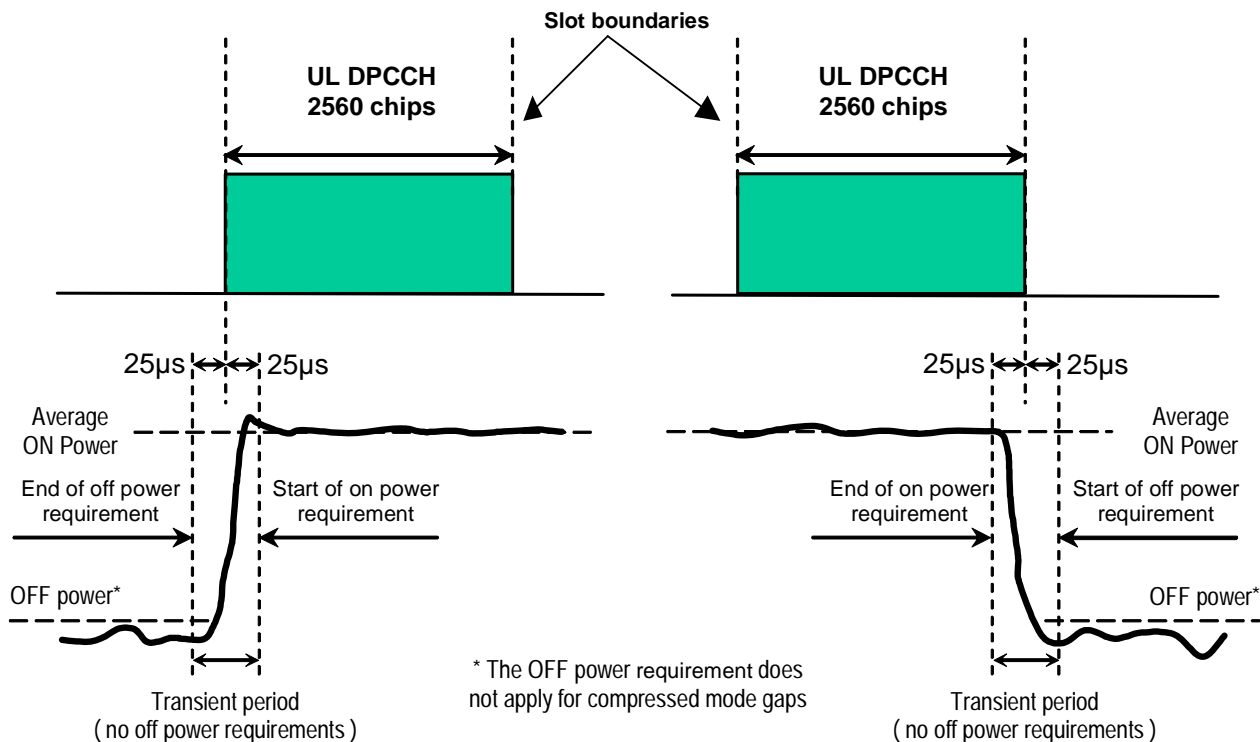 Slot boundaries
UL DPCCH
2560 chips
UL DPCCH
2560 chips
25µs
25µs
25µs
25µs
Average
ON Power
Average
ON Power
End of off power
requirement
Start of on power
requirement
End of on power
requirement
Start of off power
requirement
OFF power*
OFF power*
* The OFF power requirement does
not apply for compressed mode gaps
Transient period
( no off power requirements )
Transient period
( no off power requirements )